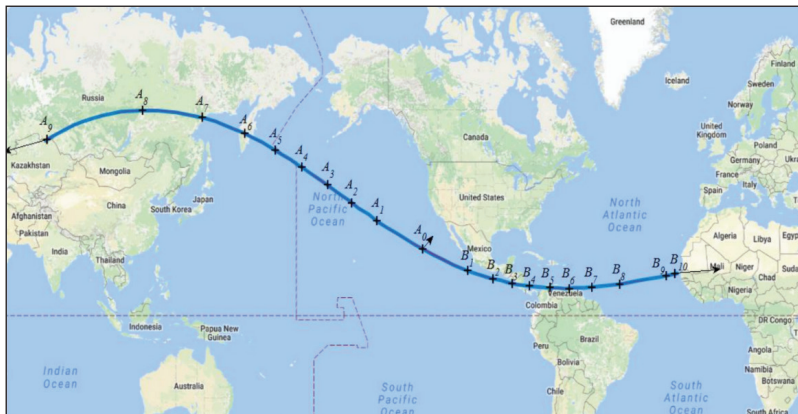 Greenland
Iceland
Finland
Sweden
Norway
United
Kingdom
Poland
Germany
Ukrai
France
Spain
Italy
Russia
Kazakhstan
Mongolia
China
South Korea
Japan
Afghanistan
Pakistan
India
Thailand
Indonesia
Papua New
Guinea
Indian
Ocean
Australia
North
Pacific
Ocean
South
Pacific
Ocean
Canada
United States
Mexico
Venezuela
Colombia
Peru
Brazil
Bolivia
Chile
North
Atlantic
Ocean
South
Atlantic
Ocean
Algeria
Libya
Egyp
Mali
Niger
Chad
Suda
Nigeria
DR Congo
Angola
Namibia
Botswana
South Africa
A9
A8
A7
A6
A5
A4
A3
A2
A1
A0
B1
B2
B3
B4
B5
B6
B7
B8
B9
B10